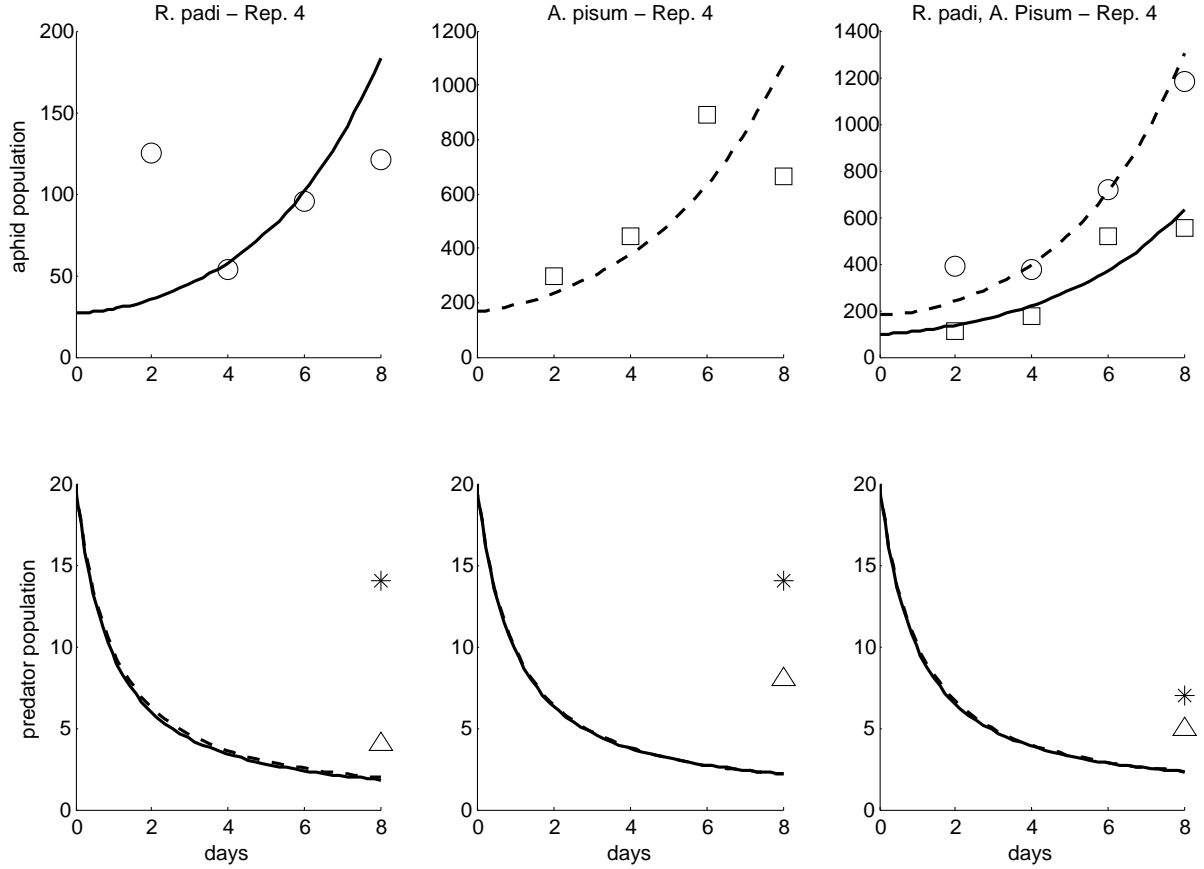 R. padi – Rep. 4
A. pisum – Rep. 4
R. padi, A. Pisum – Rep. 4
aphid population
200
150
100
50
0
0 2 4 6 8
1200
1000
800
600
400
200
0
0 2 4 6 8
1400
1200
1000
800
600
400
200
0
0 2 4 6 8
predator population
20
15
10
5
0
0 2 4 6 8
days
20
15
10
5
0
0 2 4 6 8
days
20
15
10
5
0
0 2 4 6 8
days